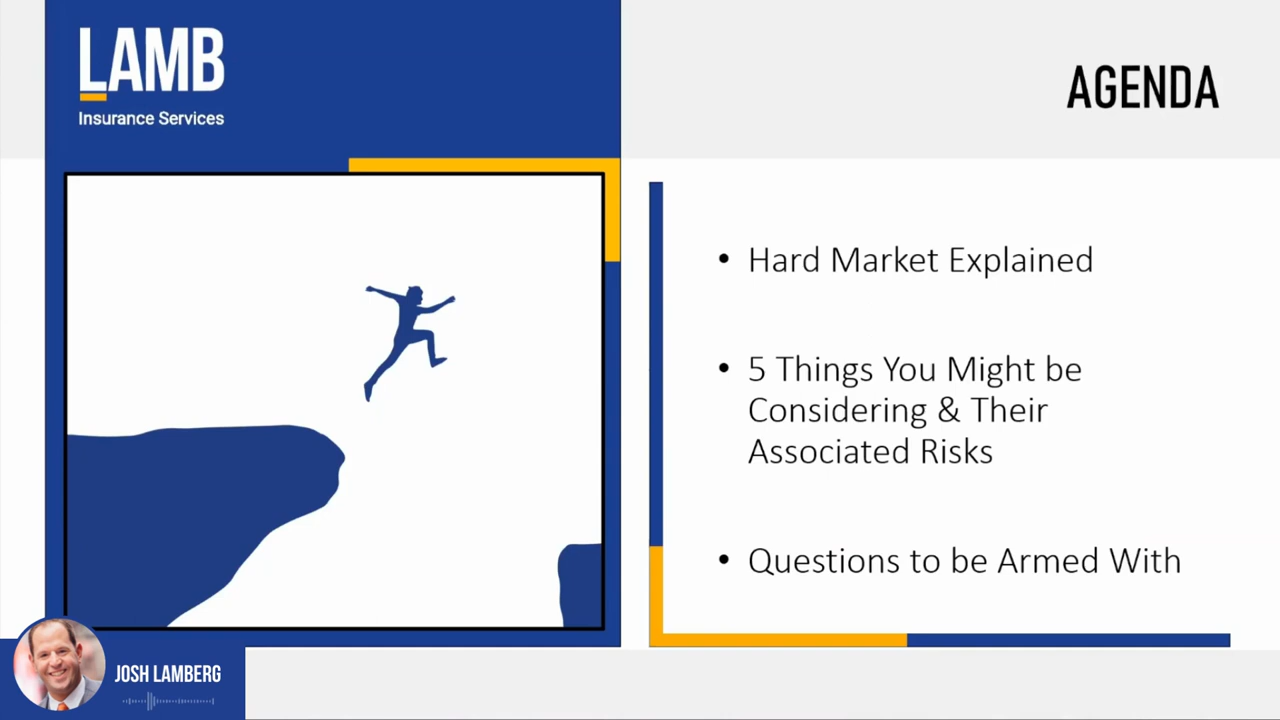 LAMB
Insurance Services
AGENDA
• Hard Market Explained
• 5 Things You Might be
Considering & Their
Associated Risks
• Questions to be Armed With
JOSH LAMBERG